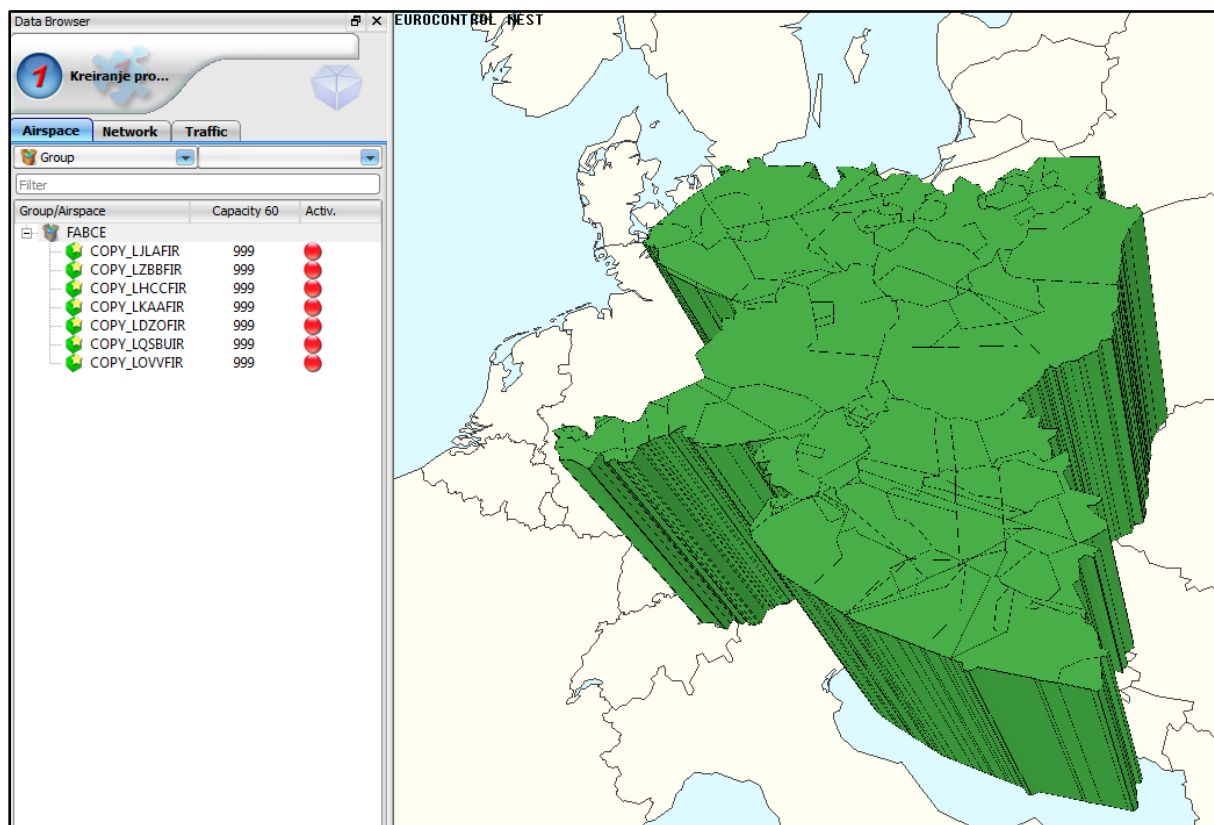 Data Browser
EUROCONTROL NEST
1
Kreiranje pro...
Airspace Network Traffic
Group
Filter
Group/Airspace Capacity 60 Activ.
FABCE
COPY_LJLAFIR 999
COPY_LZBBFIR 999
COPY_LHCCFIR 999
COPY_LKAAFIR 999
COPY_LDZOFIR 999
COPY_LQSBUIR 999
COPY_LOVVFIR 999